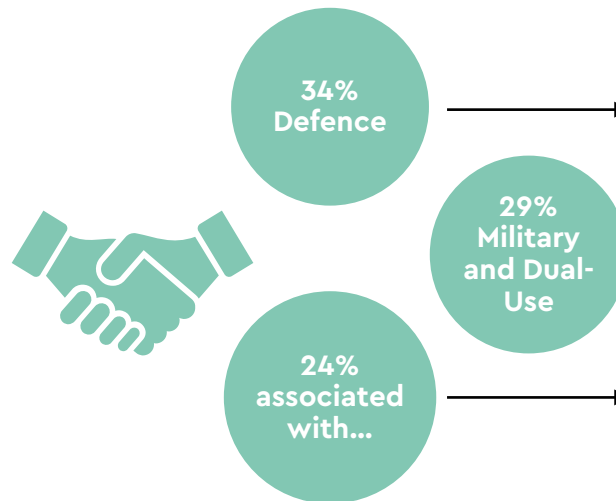 34%
Defence
29%
Military
and Dual-
Use
24%
associated
with...